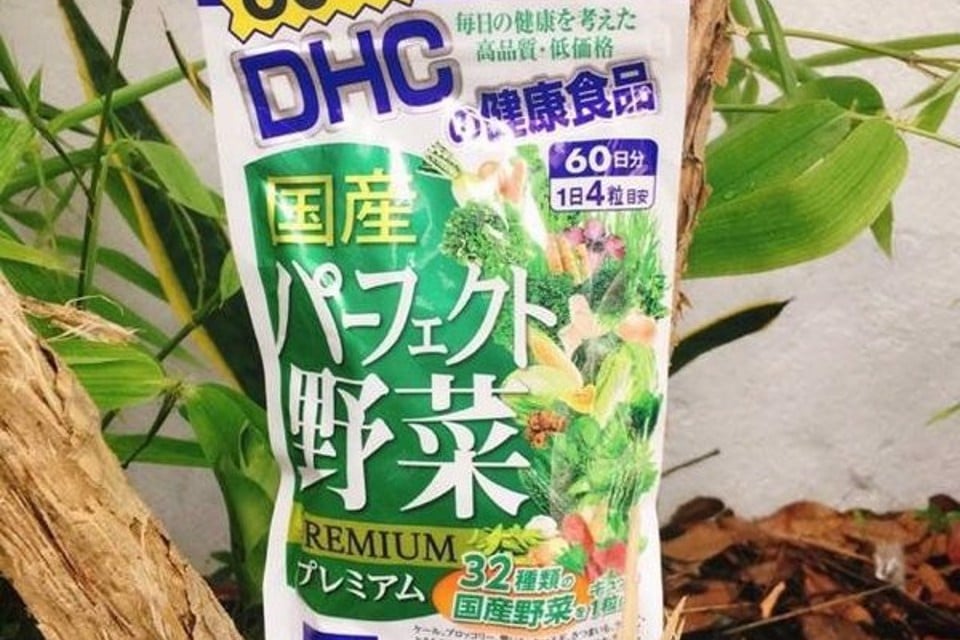 DHC
毎日の健康を考えた
高品質・低価格
の健康食品
60日分
1日4粒目安
国産
パーフェクト
野菜
PREMIUM
プレミアム
32種類の
国産野菜を
1粒に